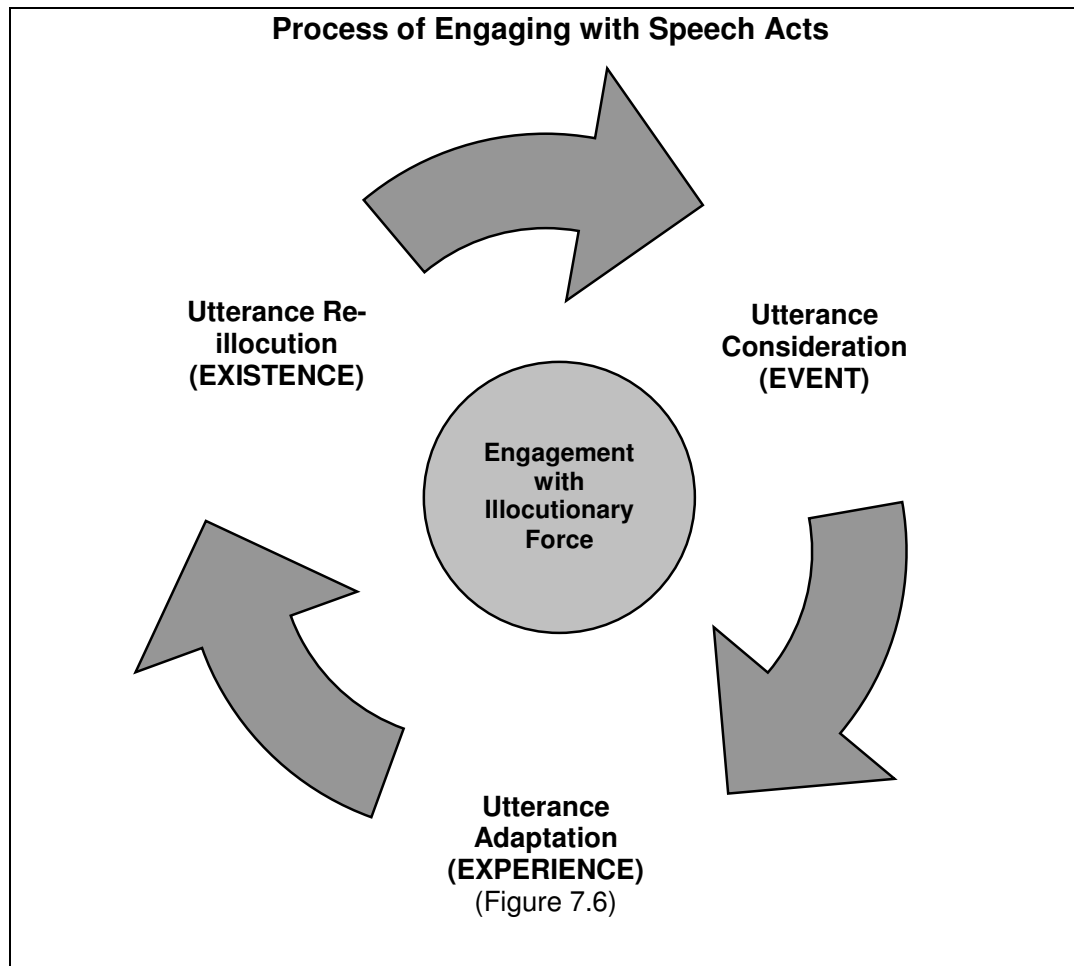 Process of Engaging with Speech Acts
Utterance Re-
illocution
(EXISTENCE)
Utterance
Consideration
(EVENT)
Engagement
with
Illocutionary
Force
Utterance
Adaptation
(EXPERIENCE)
(Figure 7.6)